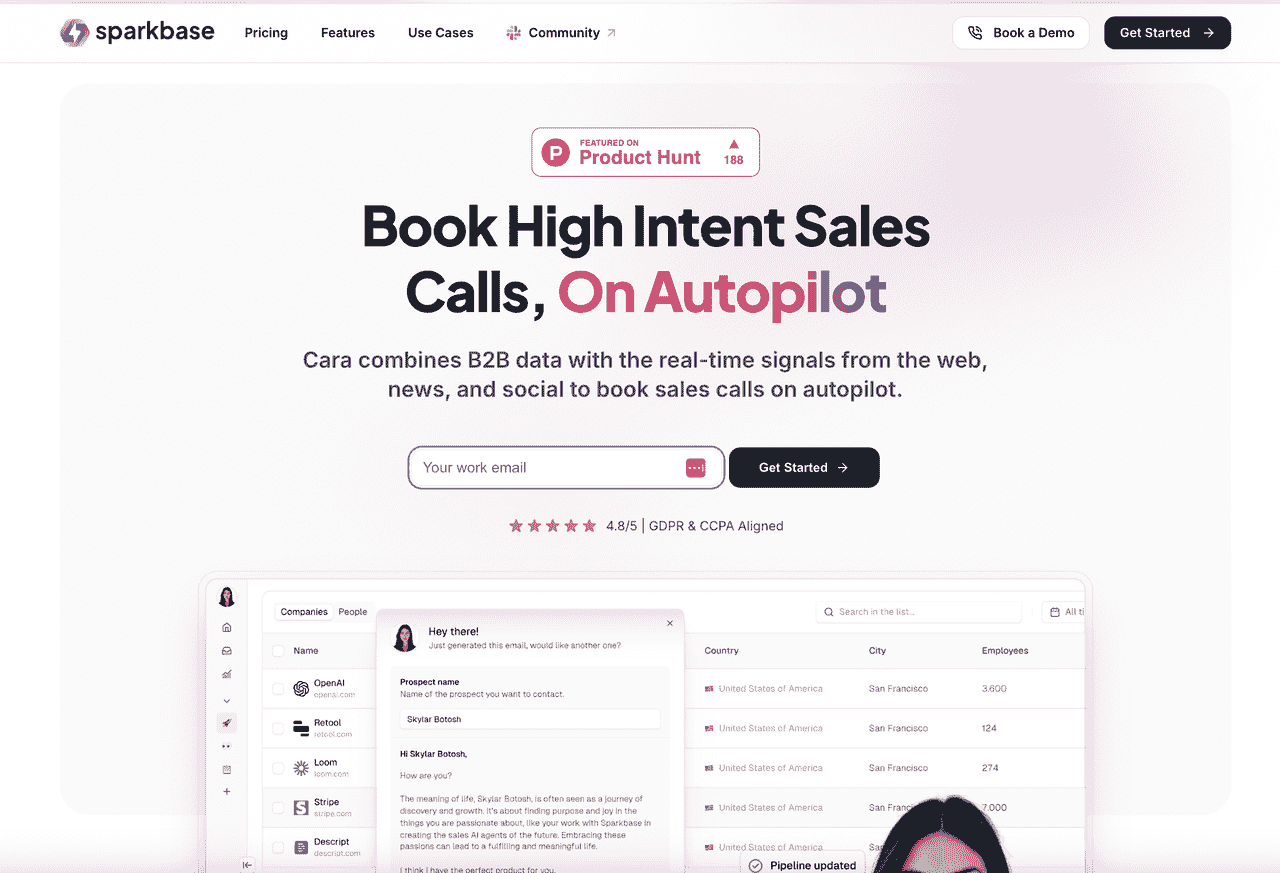 sparkbase
Pricing
Features
Use Cases
Community
Book a Demo
Get Started
FEATURED ON
Product Hunt
188
Book High Intent Sales
Calls, On Autopilot
Cara combines B2B data with the real-time signals from the web,
news, and social to book sales calls on autopilot.
Your work email
Get Started
4.8/5 | GDPR & CCPA Aligned
Companies
People
Search in the list...
All ti
Name
Country
City
Employees
OpenAI
openai.com
United States of America
San Francisco
3.600
Retool
retool.com
United States of America
San Francisco
124
Loom
loom.com
United States of America
San Francisco
274
Stripe
stripe.com
United States of America
San Franc
7.000
Descript
descript.com
United States of America
San
Hey there!
Just generated this email, would like another one?
Prospect name
Name of the prospect you want to contact.
Skylar Botosh
Hi Skylar Botosh,
How are you?
The meaning of life, Skylar Botosh, is often seen as a journey of
discovery and growth. It's about finding purpose and joy in the
things you are passionate about, like your work with Sparkbase in
creating the sales AI agents of the future. Embracing these
passions can lead to a fulfilling and meaningful life.
I think I have the perfect product for you.
Pipeline updated